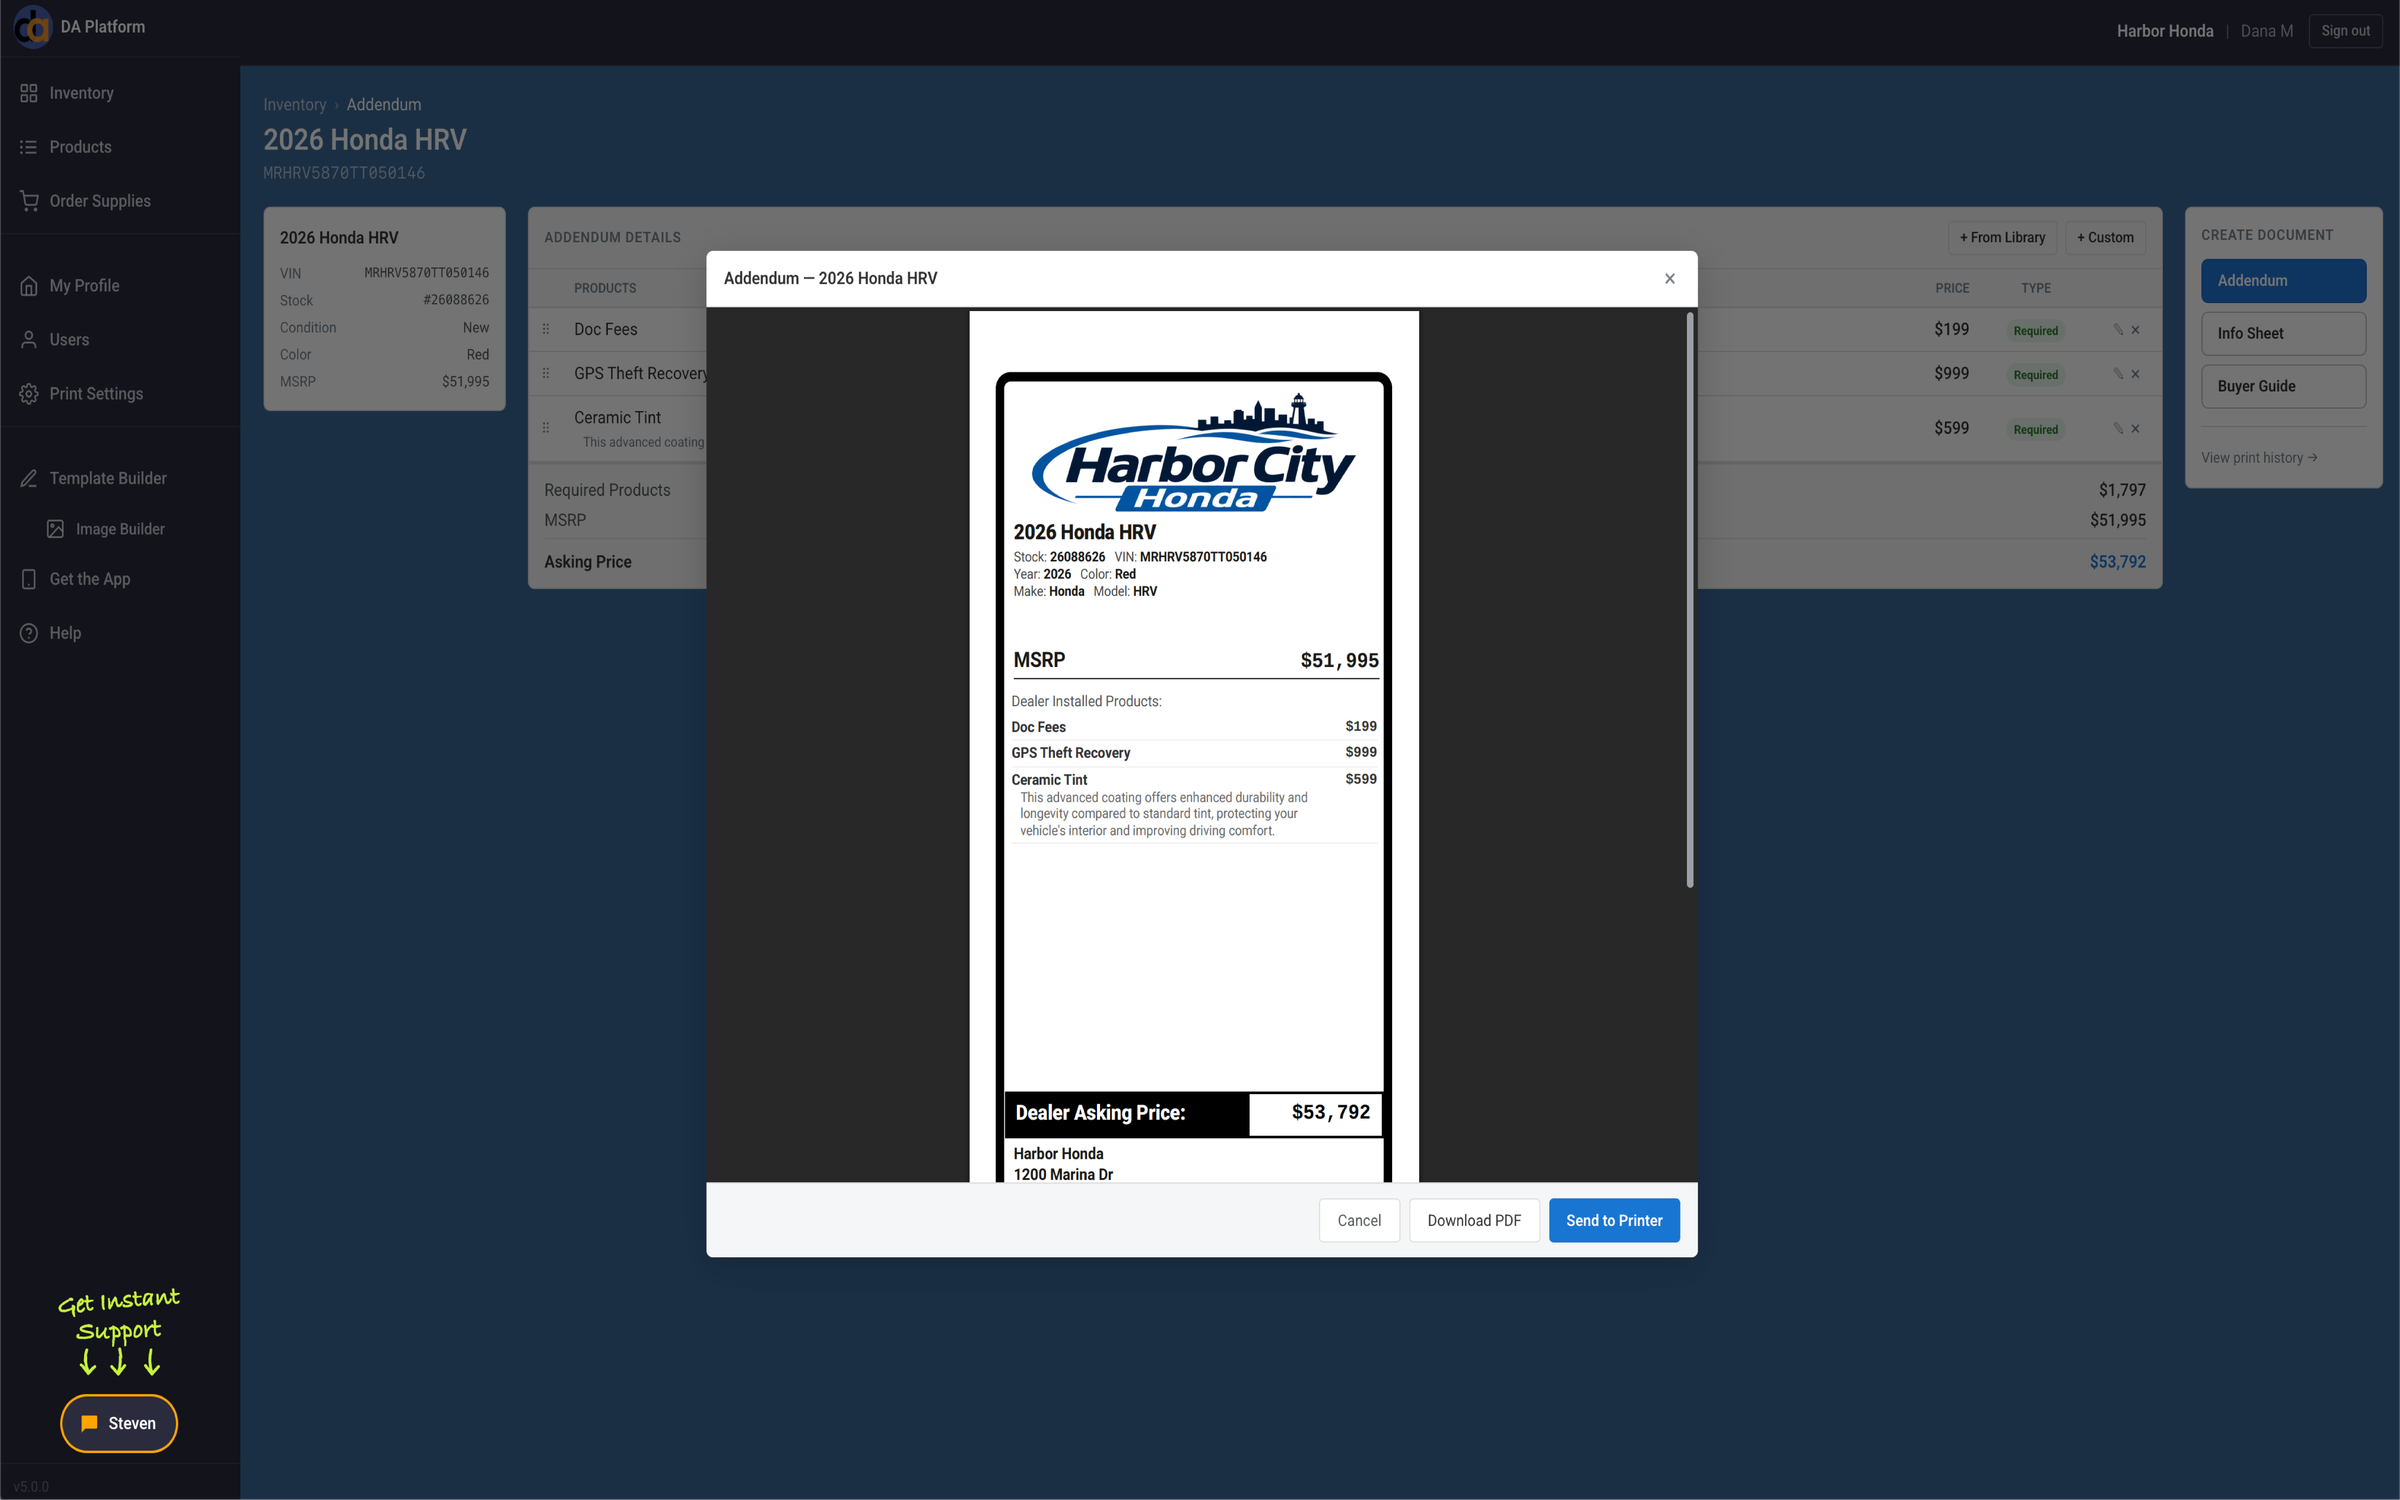 da DA Platform
Harbor Honda | Dana M Sign out
Inventory
Products
Order Supplies
My Profile
Users
Print Settings
Template Builder
Image Builder
Get the App
Help
Get Instant
Support
Steven
v5.0.0
Inventory › Addendum
2026 Honda HRV
MRHRV5870TT050146
2026 Honda HRV
VIN MRHRV5870TT050146
Stock #26088626
Condition New
Color Red
MSRP $51,995
ADDENDUM DETAILS + From Library + Custom
PRODUCTS PRICE TYPE
Doc Fees $199 Required
GPS Theft Recovery $999 Required
Ceramic Tint $599 Required
This advanced coating
Required Products $1,797
MSRP $51,995
Asking Price $53,792
CREATE DOCUMENT
Addendum
Info Sheet
Buyer Guide
View print history →
Addendum — 2026 Honda HRV ×
Harbor City
Honda
2026 Honda HRV
Stock: 26088626 VIN: MRHRV5870TT050146
Year: 2026 Color: Red
Make: Honda Model: HRV
MSRP $51,995
Dealer Installed Products:
Doc Fees $199
GPS Theft Recovery $999
Ceramic Tint $599
This advanced coating offers enhanced durability and
longevity compared to standard tint, protecting your
vehicle's interior and improving driving comfort.
Dealer Asking Price: $53,792
Harbor Honda
1200 Marina Dr
Cancel Download PDF Send to Printer